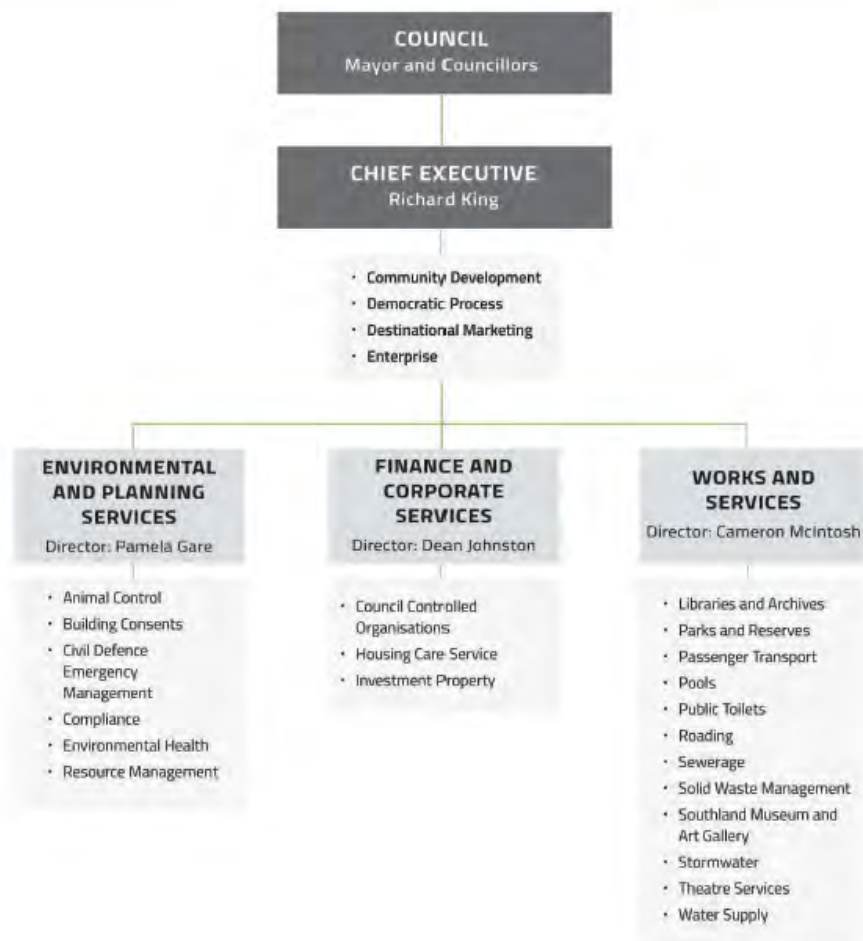 COUNCIL
Mayor and Councillors
CHIEF EXECUTIVE
Richard King
• Community Development
• Democratic Process
• Destinational Marketing
• Enterprise
ENVIRONMENTAL
AND PLANNING
SERVICES
Director: Pamela Gare
• Animal Control
• Building Consents
• Civil Defence
Emergency
Management
• Compliance
• Environmental Health
• Resource Management
FINANCE AND
CORPORATE
SERVICES
Director: Dean Johnston
• Council Controlled
Organisations
• Housing Care Service
• Investment Property
WORKS AND
SERVICES
Director: Cameron McIntosh
• Libraries and Archives
• Parks and Reserves
• Passenger Transport
• Pools
• Public Toilets
• Roading
• Sewerage
• Solid Waste Management
• Southland Museum and
Art Gallery
• Stormwater
• Theatre Services
• Water Supply